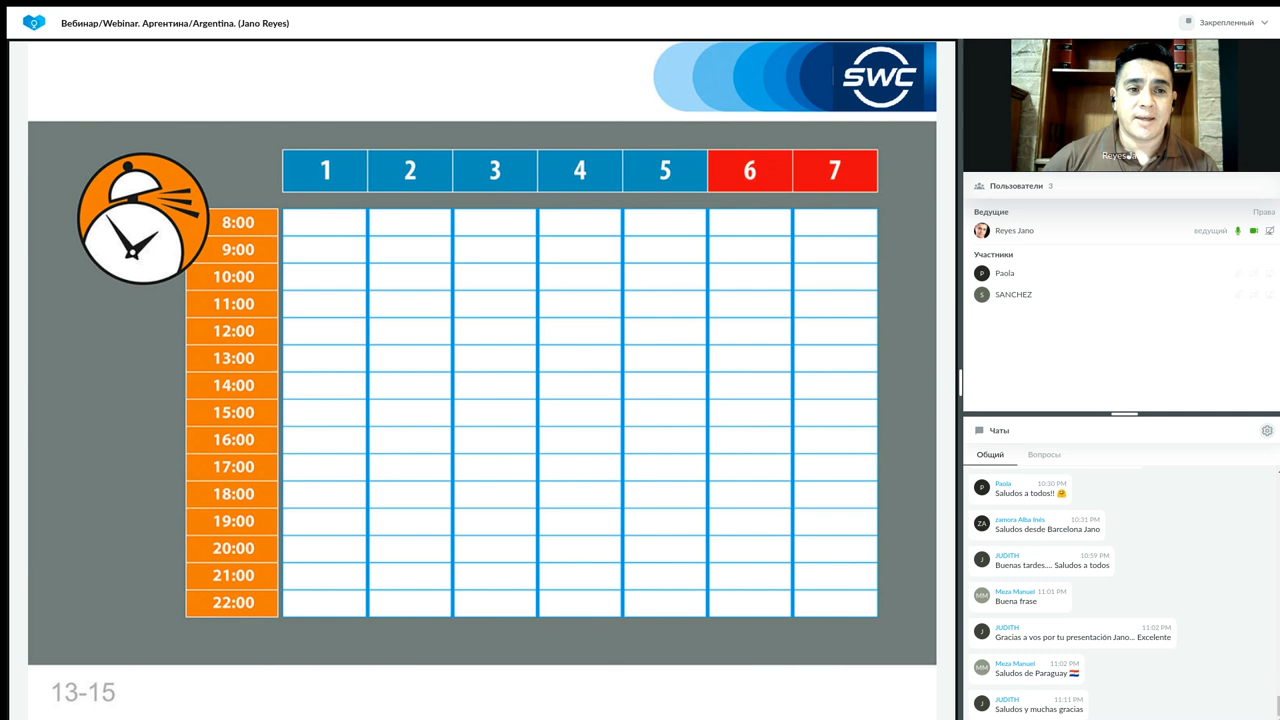 Вебинар/Webinar. Аргентина/Argentina. (Jano Reyes)
Закрепленный
SWC
1 2 3 4 5 6 7
8:00
9:00
10:00
11:00
12:00
13:00
14:00
15:00
16:00
17:00
18:00
19:00
20:00
21:00
22:00
13-15
Пользователи 3
Ведущие Права
Reyes Jano ведущий
Участники
P Paola
S SANCHEZ
Чаты
Общий Вопросы
P Paola 10:30 PM
Saludos a todos!! 🤗
ZA zamora Alba Inés 10:31 PM
Saludos desde Barcelona Jano
J JUDITH 10:59 PM
Buenas tardes.... Saludos a todos
MM Meza Manuel 11:01 PM
Buena frase
J JUDITH 11:02 PM
Gracias a vos por tu presentación Jano... Excelente
MM Meza Manuel 11:02 PM
Saludos de Paraguay 🇵🇾
J JUDITH 11:11 PM
Saludos y muchas gracias